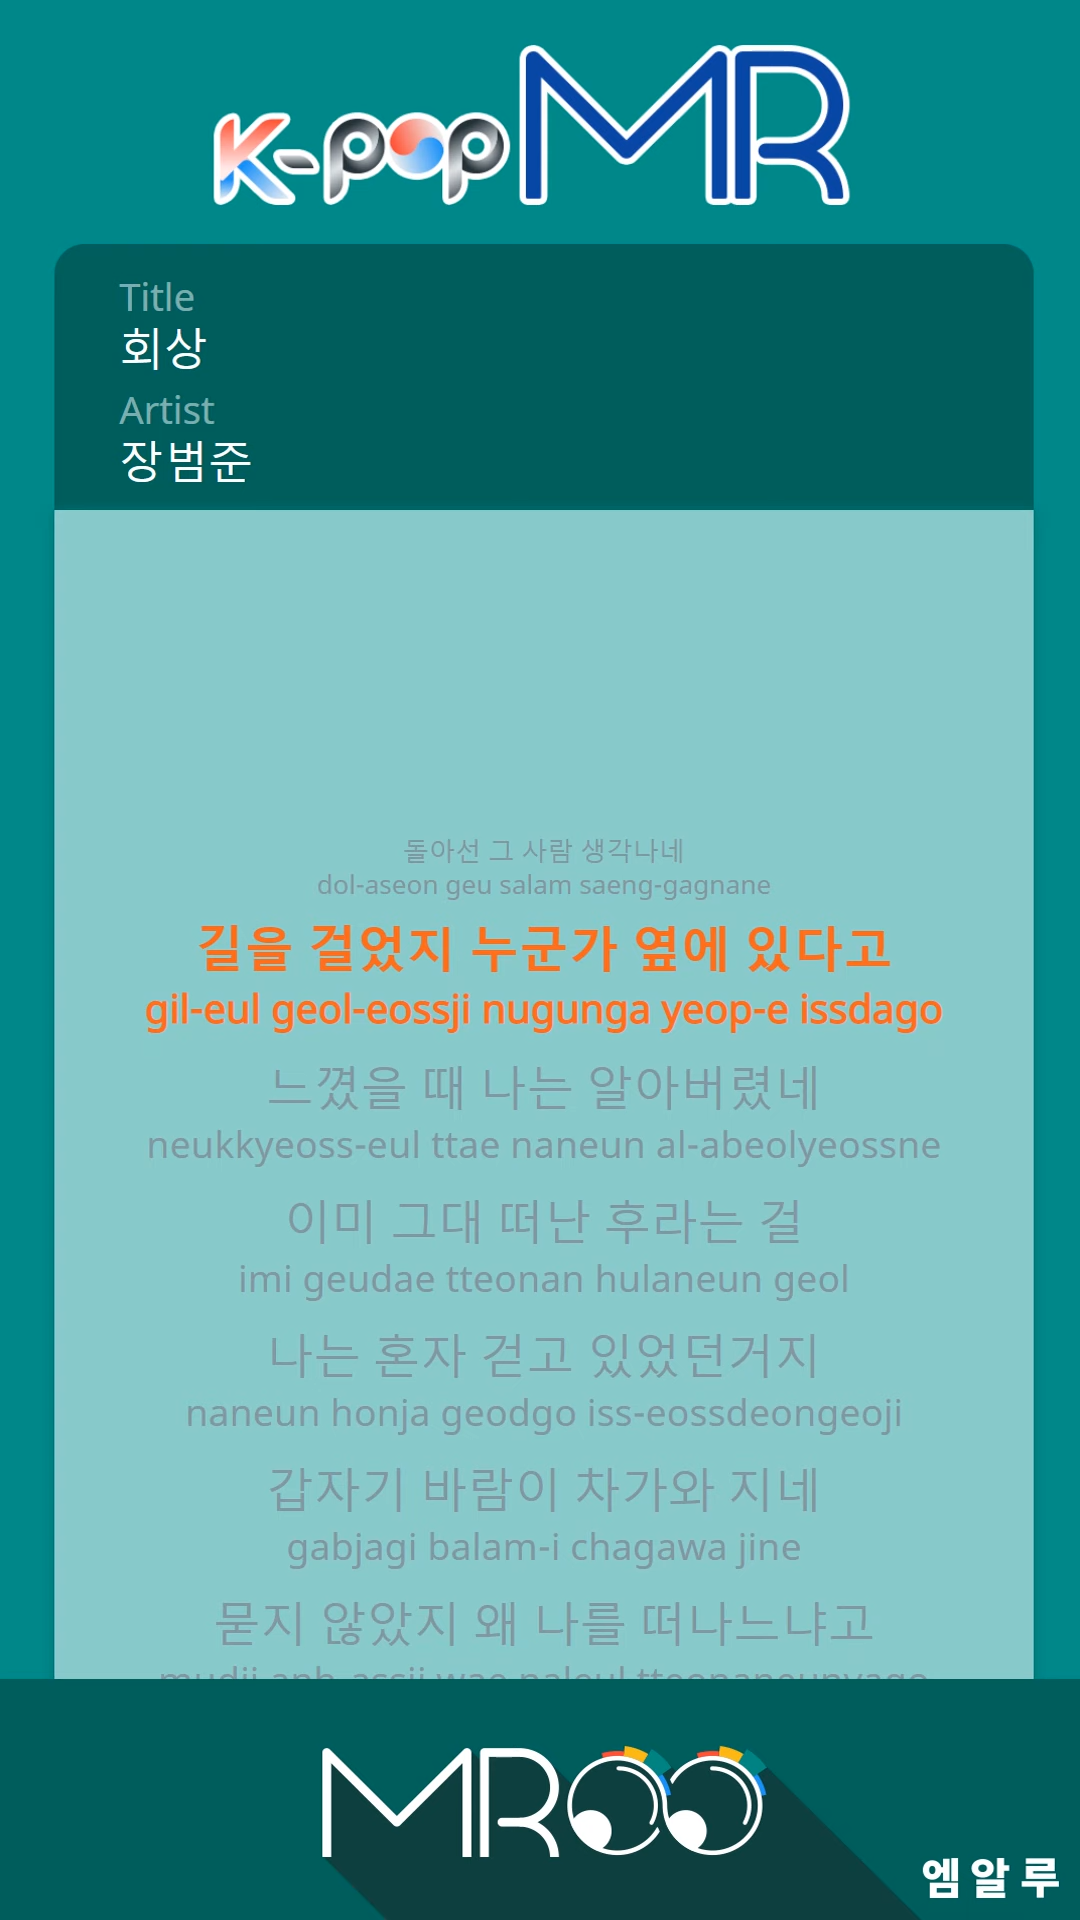 K-pop MR
Title
회상
Artist
장범준
돌아선 그 사람 생각나네
dol-aseon geu salam saeng-gagnane
길을 걸었지 누군가 옆에 있다고
gil-eul geol-eossji nugunga yeop-e issdago
느꼈을 때 나는 알아버렸네
neukkyeoss-eul ttae naneun al-abeolyeossne
이미 그대 떠난 후라는 걸
imi geudae tteonan hulaneun geol
나는 혼자 걷고 있었던거지
naneun honja geodgo iss-eossdeongeoji
갑자기 바람이 차가와 지네
gabjagi balam-i chagawa jine
묻지 않았지 왜 나를 떠나느냐고
mudji anh-assji wae naleul tteonaneunyago
MROO
엠알루